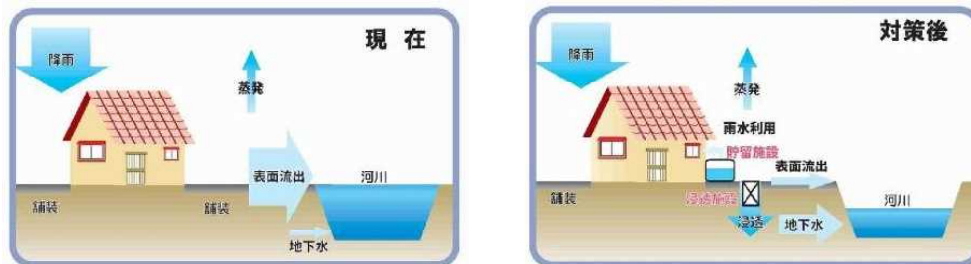 現 在
降雨
蒸発
表面流出
河川
舗装
舗装
地下水
対策後
降雨
蒸発
雨水利用
貯留施設
表面流出
舗装
浸透施設
河川
浸透
地下水